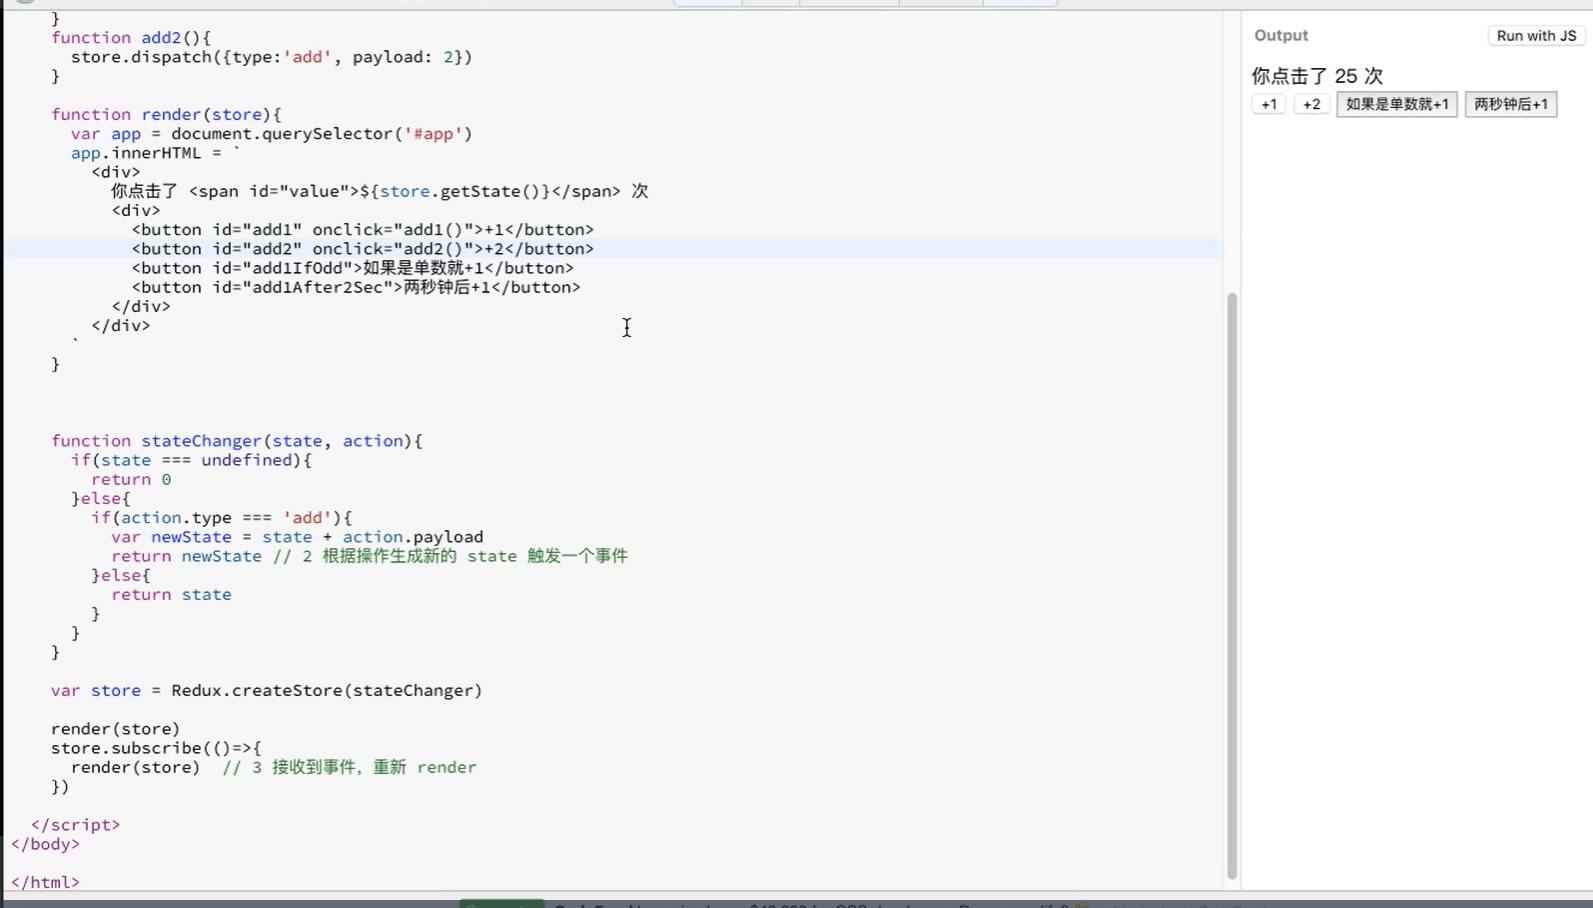 }
    function add2(){
      store.dispatch({type:'add', payload: 2})
    }

    function render(store){
      var app = document.querySelector('#app')
      app.innerHTML = `
        <div>
          你点击了 <span id="value">${store.getState()}</span> 次
          <div>
            <button id="add1" onclick="add1()">+1</button>
            <button id="add2" onclick="add2()">+2</button>
            <button id="add1IfOdd">如果是单数就+1</button>
            <button id="add1After2Sec">两秒钟后+1</button>
          </div>
        </div>
      `
    }

    function stateChanger(state, action){
      if(state === undefined){
        return 0
      }else{
        if(action.type === 'add'){
          var newState = state + action.payload
          return newState // 2 根据操作生成新的 state 触发一个事件
        }else{
          return state
        }
      }
    }

    var store = Redux.createStore(stateChanger)

    render(store)
    store.subscribe(()=>{
      render(store)  // 3 接收到事件，重新 render
    })

  </script>
</body>

</html>
Output
Run with JS
你点击了 25 次
+1 +2 如果是单数就+1 两秒钟后+1